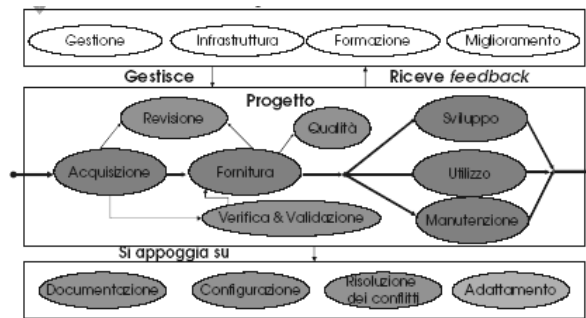 Gestione Infrastruttura Formazione Miglioramento
Gestisce Riceve feedback
Progetto
Revisione Qualità Sviluppo
Acquisizione Fornitura Utilizzo
Verifica & Validazione Manutenzione
Si appoggia su
Documentazione Configurazione Risoluzione
dei conflitti Adattamento